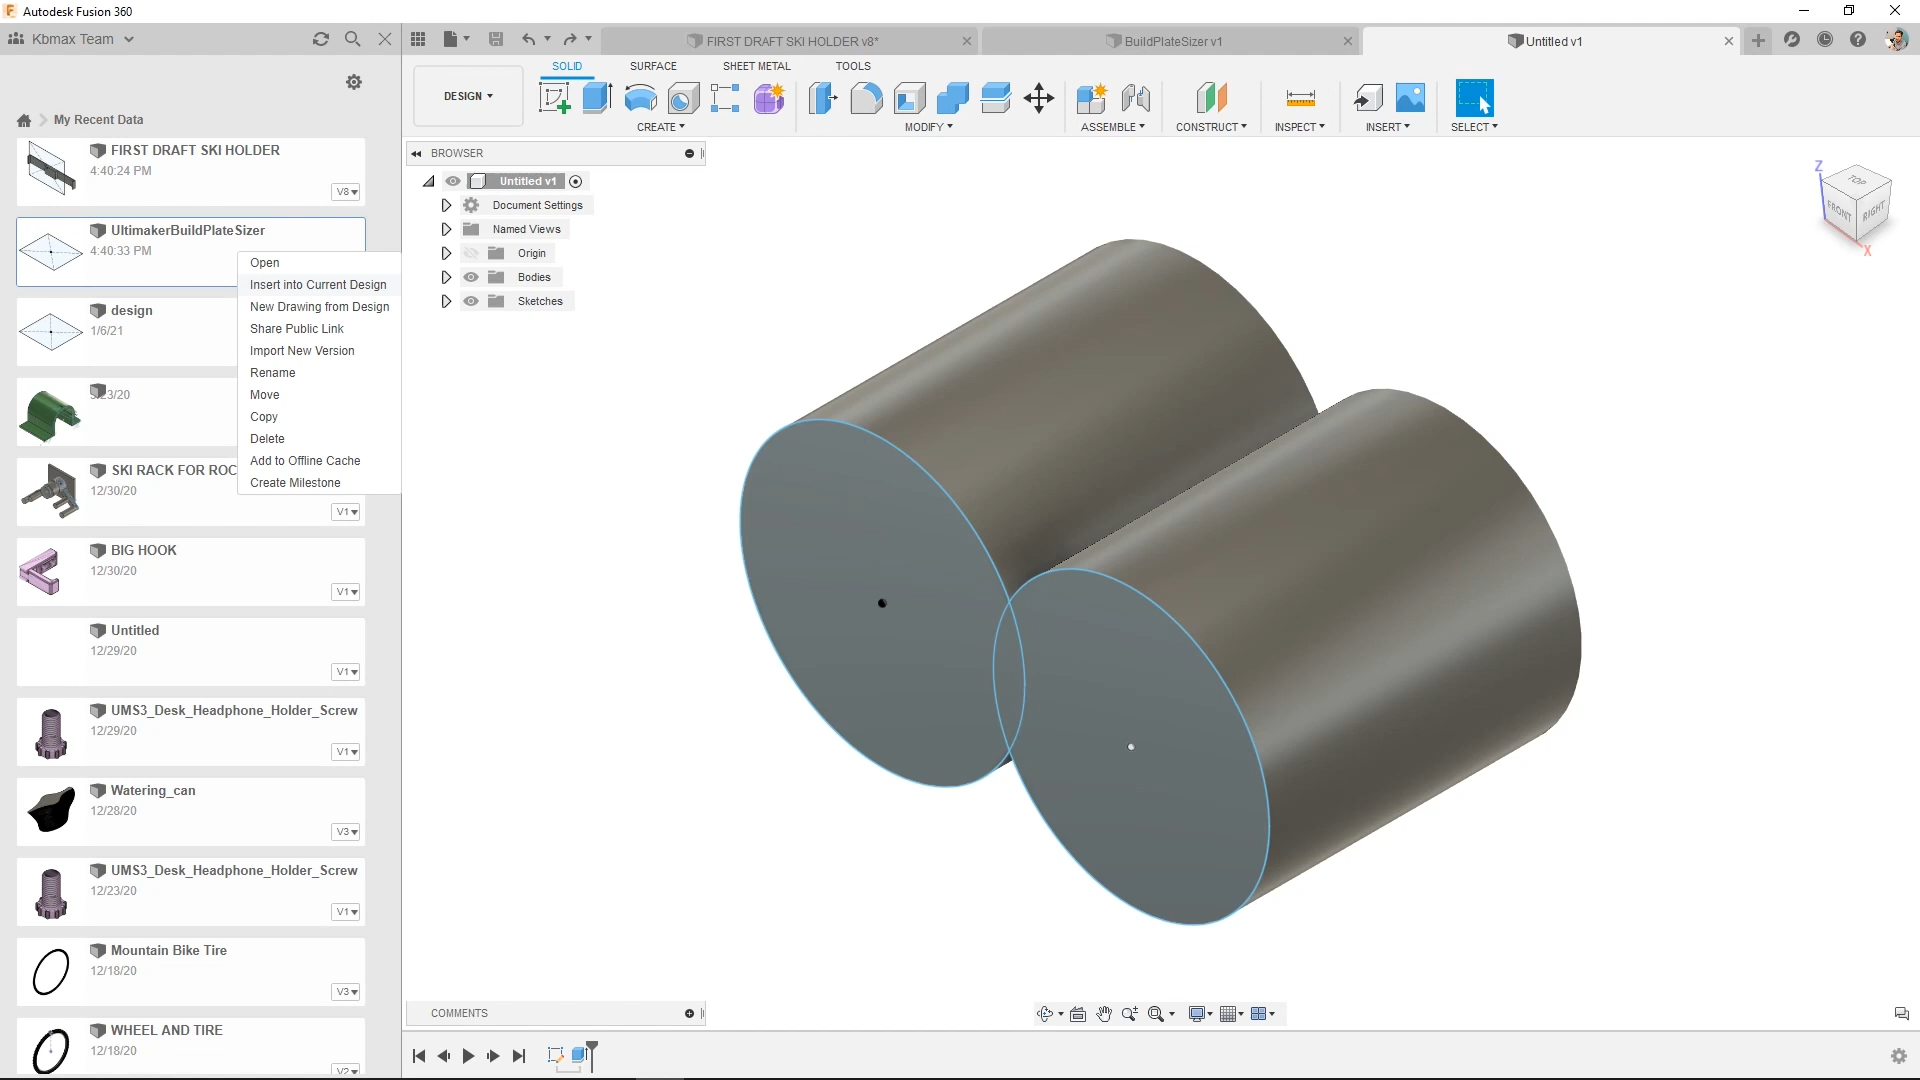 Autodesk Fusion 360
Kbmax Team
FIRST DRAFT SKI HOLDER v8*
BuildPlateSizer v1
Untitled v1
DESIGN
SOLID
SURFACE
SHEET METAL
TOOLS
CREATE
MODIFY
ASSEMBLE
CONSTRUCT
INSPECT
INSERT
SELECT
My Recent Data
FIRST DRAFT SKI HOLDER
4:40:24 PM
V8
UltimakerBuildPlateSizer
4:40:33 PM
design
1/6/21
SKI RACK FOR ROC
12/30/20
V1
BIG HOOK
12/30/20
V1
Untitled
12/29/20
V1
UMS3_Desk_Headphone_Holder_Screw
12/29/20
V1
Watering_can
12/28/20
V3
UMS3_Desk_Headphone_Holder_Screw
12/23/20
V1
Mountain Bike Tire
12/18/20
V3
WHEEL AND TIRE
12/18/20
V2
Open
Insert into Current Design
New Drawing from Design
Share Public Link
Import New Version
Rename
Move
Copy
Delete
Add to Offline Cache
Create Milestone
BROWSER
Untitled v1
Document Settings
Named Views
Origin
Bodies
Sketches
Z
TOP
FRONT
RIGHT
X
COMMENTS